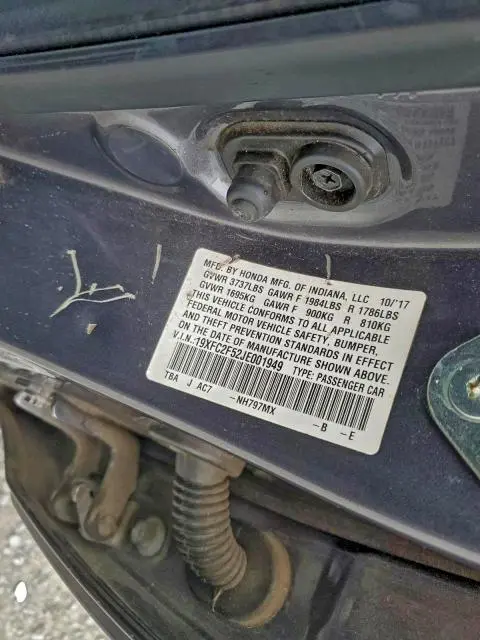 MFD. BY HONDA MFG. OF INDIANA, LLC 10/'17
GVWR 3737LBS GAWR F 1984LBS R 1786LBS
GVWR 1695KG GAWR F 900KG R 810KG
THIS VEHICLE CONFORMS TO ALL APPLICABLE
FEDERAL MOTOR VEHICLE SAFETY, BUMPER,
AND THEFT PREVENTION STANDARDS IN EFFECT
ON THE DATE OF MANUFACTURE SHOWN ABOVE.
V.I.N.:19XFC2F52JE001949 TYPE: PASSENGER CAR
TBA J AC7 -NH797MX -B -E